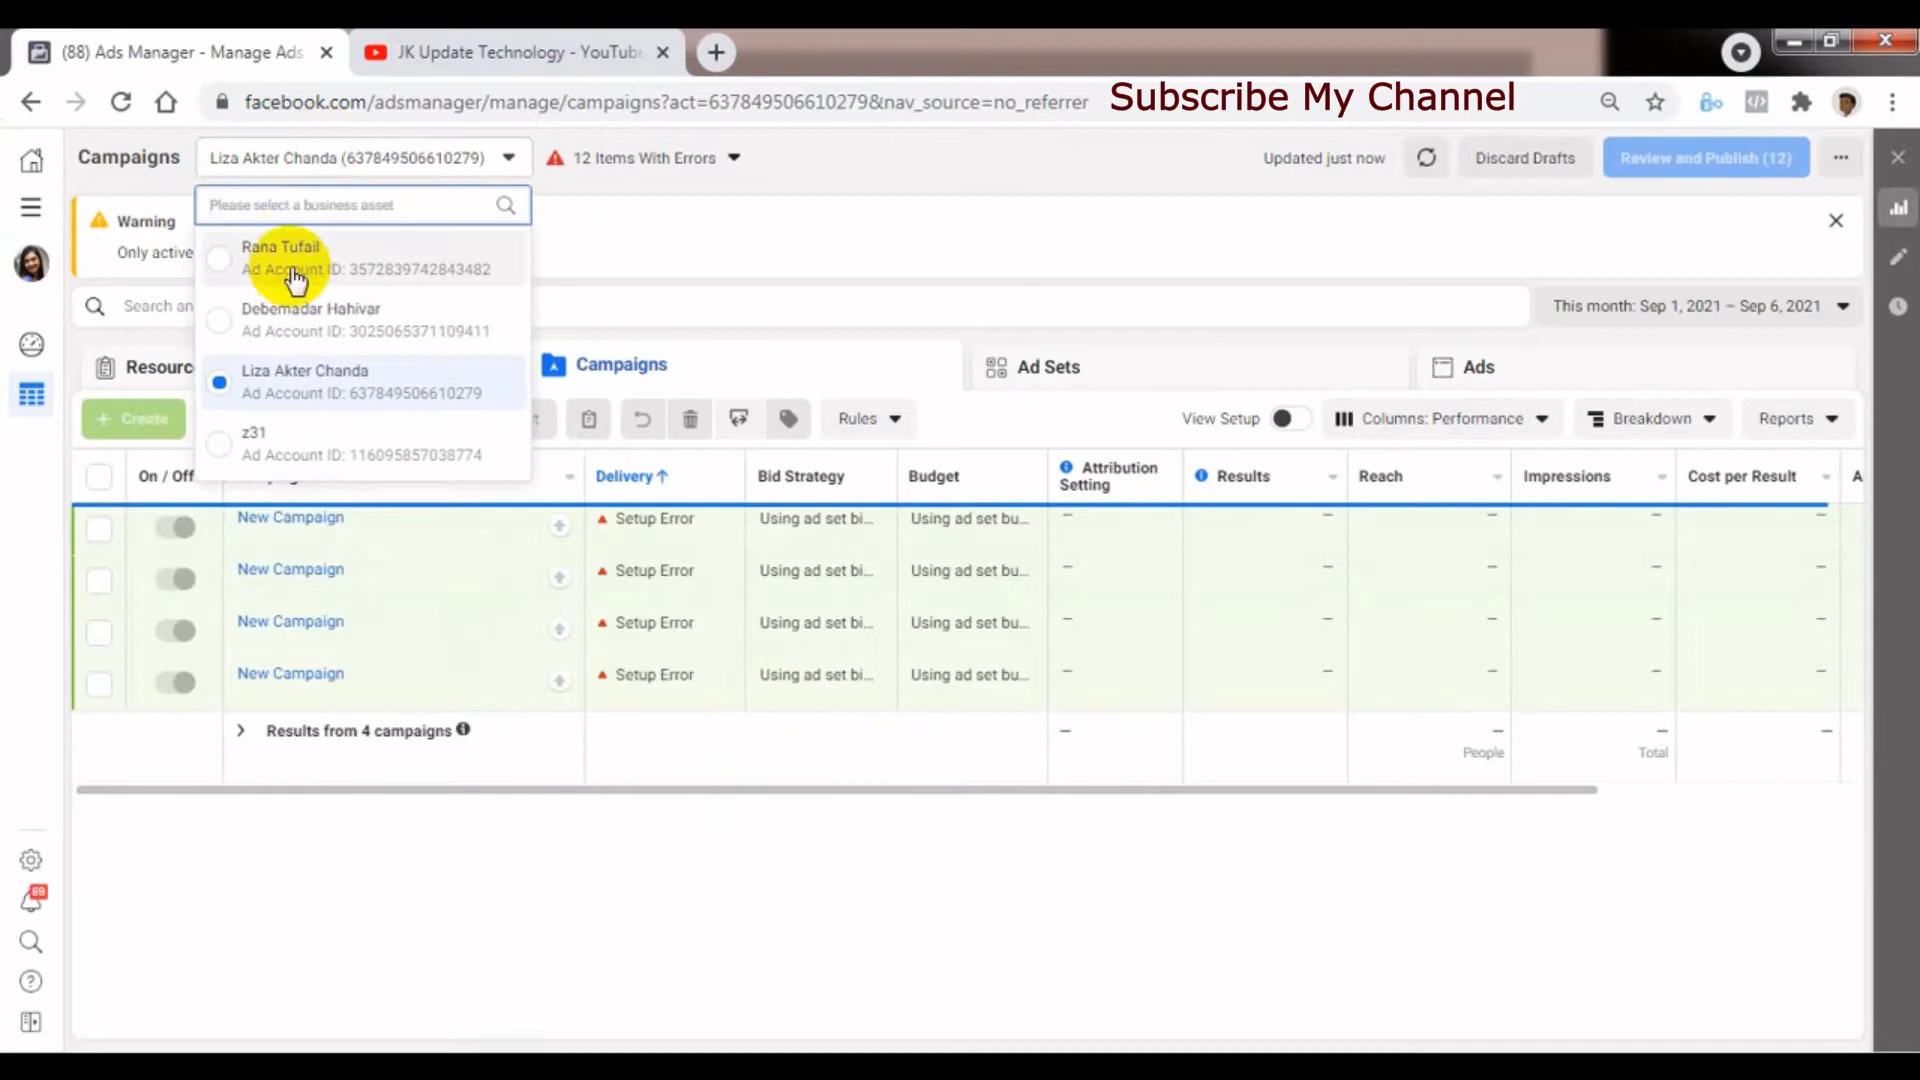 (88) Ads Manager - Manage Ads
JK Update Technology - YouTub
facebook.com/adsmanager/manage/campaigns?act=637849506610279&nav_source=no_referrer
Subscribe My Channel
Campaigns
Liza Akter Chanda (637849506610279)
12 Items With Errors
Updated just now
Discard Drafts
Review and Publish (12)
Please select a business asset
Warning
Only active
Rana Tufail
Ad Account ID: 3572839742843482
Debemadar Hahivar
Ad Account ID: 3025065371109411
Liza Akter Chanda
Ad Account ID: 637849506610279
z31
Ad Account ID: 116095857038774
Search an
This month: Sep 1, 2021 – Sep 6, 2021
Resourc
Campaigns
Ad Sets
Ads
+ Create
Rules
View Setup
Columns: Performance
Breakdown
Reports
On / Off
Delivery ↑
Bid Strategy
Budget
Attribution
Setting
Results
Reach
Impressions
Cost per Result
A
New Campaign
Setup Error
Using ad set bi...
Using ad set bu...
– – – – –
New Campaign
Setup Error
Using ad set bi...
Using ad set bu...
– – – – –
New Campaign
Setup Error
Using ad set bi...
Using ad set bu...
– – – – –
New Campaign
Setup Error
Using ad set bi...
Using ad set bu...
– – – – –
Results from 4 campaigns
– – – –
People
Total
89